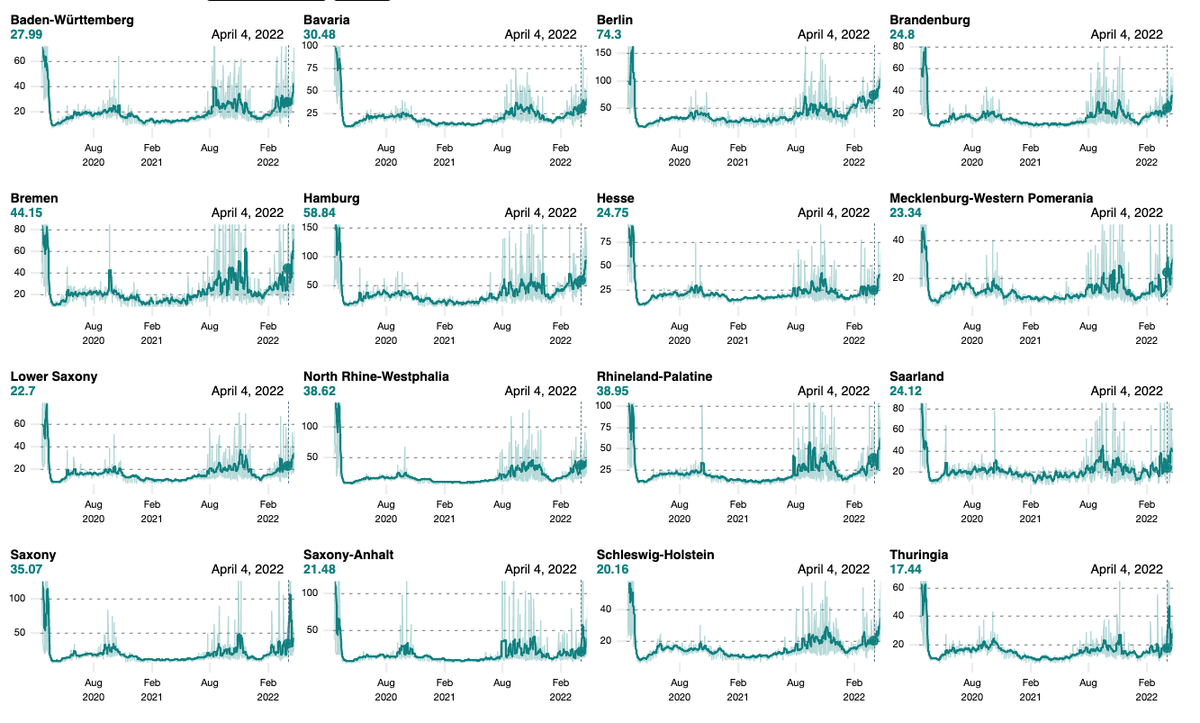 Baden-Württemberg
27.99 April 4, 2022
60
40
20
Aug 2020 Feb 2021 Aug Feb 2022
Bavaria
30.48 April 4, 2022
100
75
50
25
Aug 2020 Feb 2021 Aug Feb 2022
Berlin
74.3 April 4, 2022
150
100
50
Aug 2020 Feb 2021 Aug Feb 2022
Brandenburg
24.8 April 4, 2022
80
60
40
20
Aug 2020 Feb 2021 Aug Feb 2022
Bremen
44.15 April 4, 2022
80
60
40
20
Aug 2020 Feb 2021 Aug Feb 2022
Hamburg
58.84 April 4, 2022
150
100
50
Aug 2020 Feb 2021 Aug Feb 2022
Hesse
24.75 April 4, 2022
75
50
25
Aug 2020 Feb 2021 Aug Feb 2022
Mecklenburg-Western Pomerania
23.34 April 4, 2022
40
20
Aug 2020 Feb 2021 Aug Feb 2022
Lower Saxony
22.7 April 4, 2022
60
40
20
Aug 2020 Feb 2021 Aug Feb 2022
North Rhine-Westphalia
38.62 April 4, 2022
100
50
Aug 2020 Feb 2021 Aug Feb 2022
Rhineland-Palatine
38.95 April 4, 2022
100
75
50
25
Aug 2020 Feb 2021 Aug Feb 2022
Saarland
24.12 April 4, 2022
80
60
40
20
Aug 2020 Feb 2021 Aug Feb 2022
Saxony
35.07 April 4, 2022
100
50
Aug 2020 Feb 2021 Aug Feb 2022
Saxony-Anhalt
21.48 April 4, 2022
100
50
Aug 2020 Feb 2021 Aug Feb 2022
Schleswig-Holstein
20.16 April 4, 2022
40
20
Aug 2020 Feb 2021 Aug Feb 2022
Thuringia
17.44 April 4, 2022
60
40
20
Aug 2020 Feb 2021 Aug Feb 2022